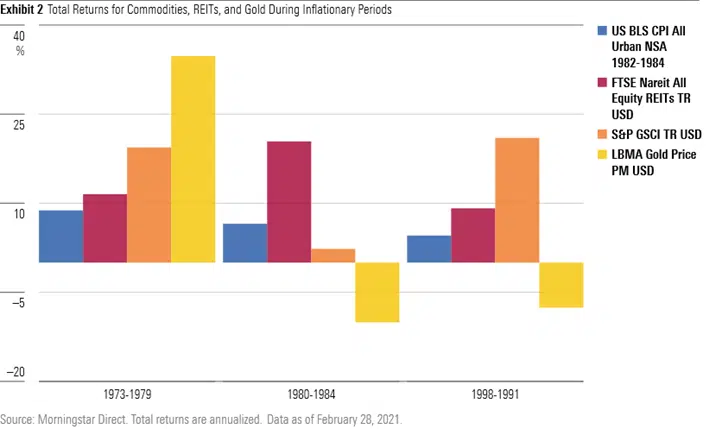 Exhibit 2 Total Returns for Commodities, REITs, and Gold During Inflationary Periods
40
%
25
10
–5
–20
1973-1979 1980-1984 1998-1991
US BLS CPI All
Urban NSA
1982-1984
FTSE Nareit All
Equity REITs TR
USD
S&P GSCI TR USD
LBMA Gold Price
PM USD
Source: Morningstar Direct. Total returns are annualized. Data as of February 28, 2021.